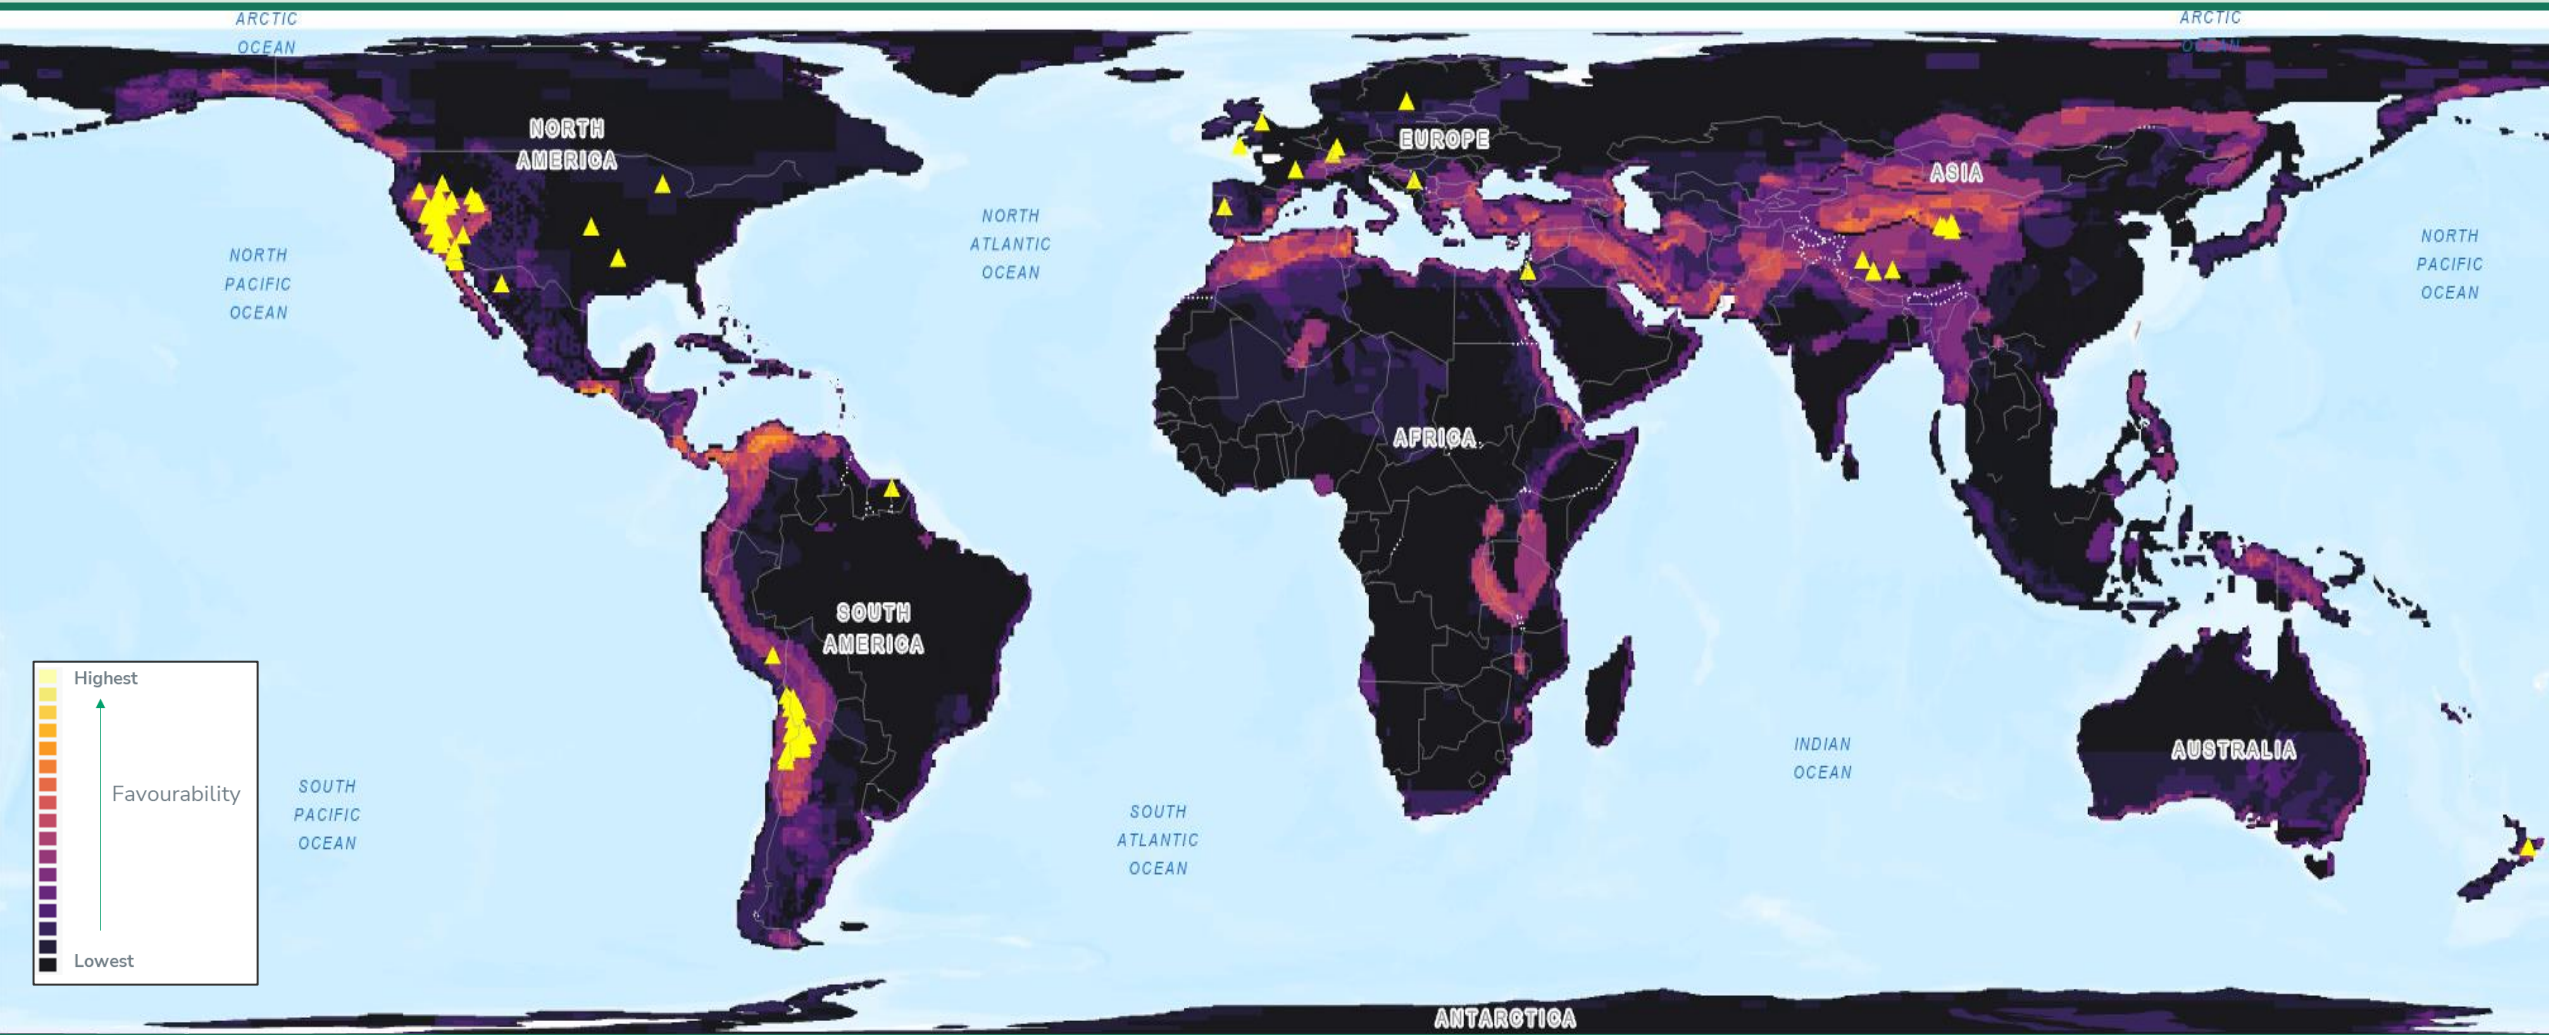 ARCTIC
OCEAN
ARCTIC
OCEAN
NORTH
AMERICA
EUROPE
ASIA
NORTH
ATLANTIC
OCEAN
NORTH
PACIFIC
OCEAN
NORTH
PACIFIC
OCEAN
AFRICA
SOUTH
AMERICA
Highest
Favourability
Lowest
SOUTH
PACIFIC
OCEAN
SOUTH
ATLANTIC
OCEAN
INDIAN
OCEAN
AUSTRALIA
ANTARCTICA